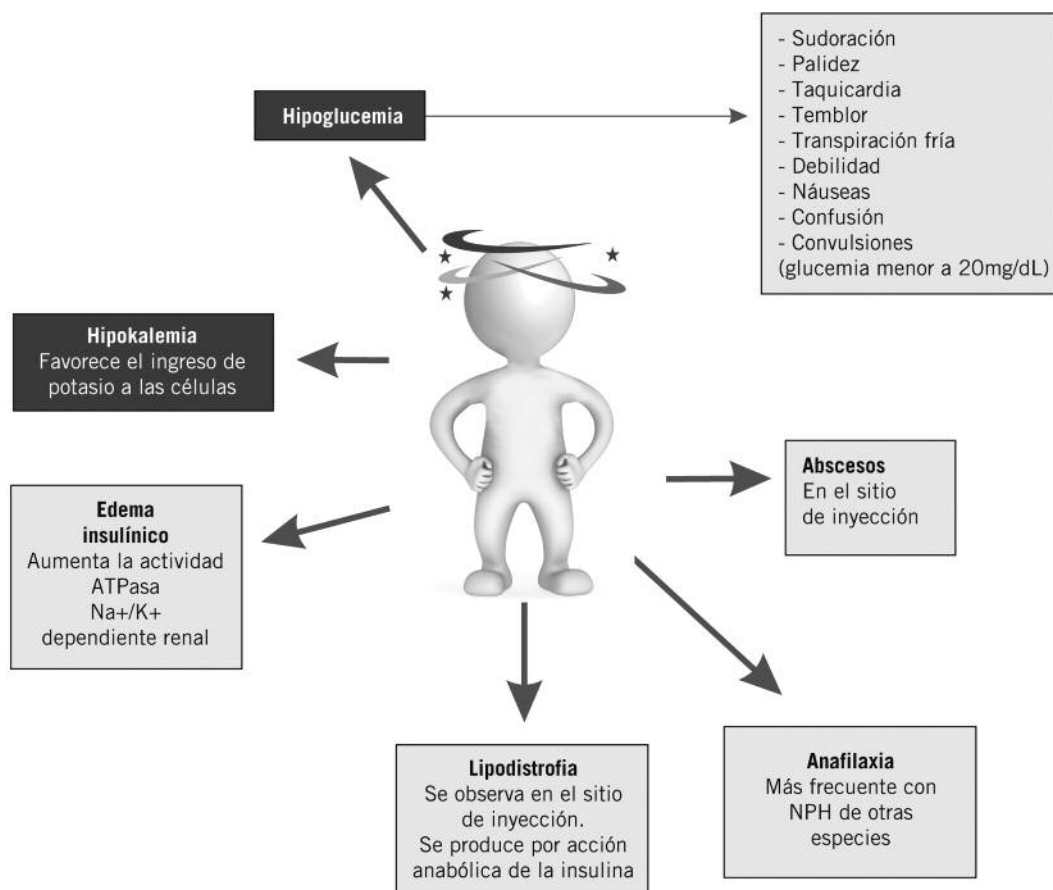 Hipoglucemia
- Sudoración
- Palidez
- Taquicardia
- Temblor
- Transpiración fría
- Debilidad
- Náuseas
- Confusión
- Convulsiones
(glucemia menor a 20mg/dL)
Hipokalemia
Favorece el ingreso de
potasio a las células
Edema
insulínico
Aumenta la actividad
ATPasa
Na+/K+
dependiente renal
Abscesos
En el sitio
de inyección
Lipodistrofia
Se observa en el sitio
de inyección.
Se produce por acción
anabólica de la insulina
Anafilaxia
Más frecuente con
NPH de otras
especies